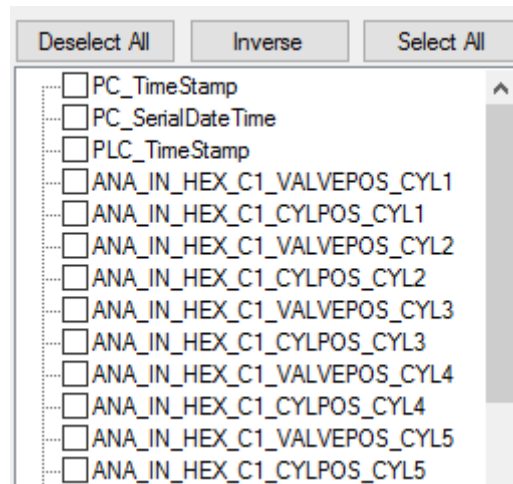 Deselect All Inverse Select All
PC_TimeStamp
PC_SerialDateTime
PLC_TimeStamp
ANA_IN_HEX_C1_VALVEPOS_CYL1
ANA_IN_HEX_C1_CYLPOS_CYL1
ANA_IN_HEX_C1_VALVEPOS_CYL2
ANA_IN_HEX_C1_CYLPOS_CYL2
ANA_IN_HEX_C1_VALVEPOS_CYL3
ANA_IN_HEX_C1_CYLPOS_CYL3
ANA_IN_HEX_C1_VALVEPOS_CYL4
ANA_IN_HEX_C1_CYLPOS_CYL4
ANA_IN_HEX_C1_VALVEPOS_CYL5
ANA_IN_HEX_C1_CYLPOS_CYL5